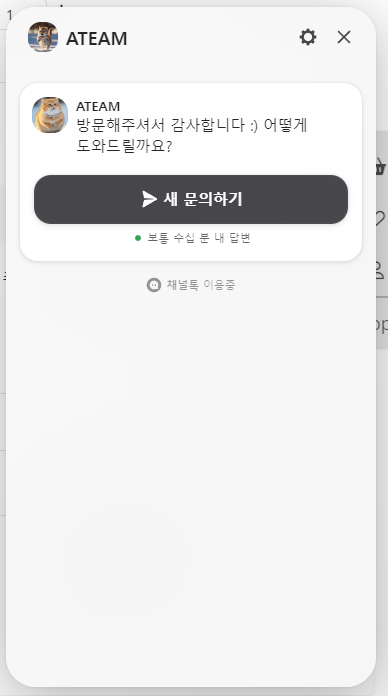 1
ATEAM
ATEAM
방문해주셔서 감사합니다 :) 어떻게
도와드릴까요?
새 문의하기
보통 수십 분 내 답변
채널톡 이용중